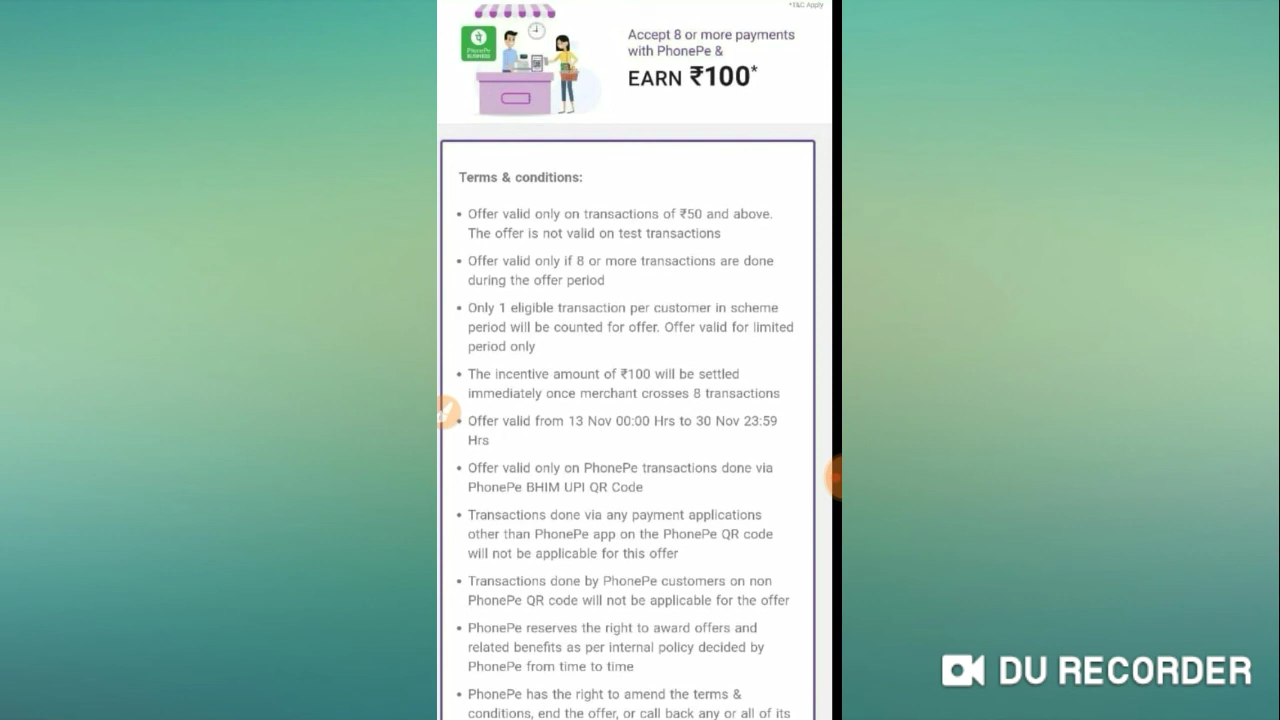 *T&C Apply
Accept 8 or more payments
with PhonePe &
EARN ₹100*
PhonePe
BUSINESS
Terms & conditions:
• Offer valid only on transactions of ₹50 and above.
The offer is not valid on test transactions
• Offer valid only if 8 or more transactions are done
during the offer period
• Only 1 eligible transaction per customer in scheme
period will be counted for offer. Offer valid for limited
period only
• The incentive amount of ₹100 will be settled
immediately once merchant crosses 8 transactions
• Offer valid from 13 Nov 00:00 Hrs to 30 Nov 23:59
Hrs
• Offer valid only on PhonePe transactions done via
PhonePe BHIM UPI QR Code
• Transactions done via any payment applications
other than PhonePe app on the PhonePe QR code
will not be applicable for this offer
• Transactions done by PhonePe customers on non
PhonePe QR code will not be applicable for the offer
• PhonePe reserves the right to award offers and
related benefits as per internal policy decided by
PhonePe from time to time
• PhonePe has the right to amend the terms &
conditions, end the offer, or call back any or all of its
DU RECORDER